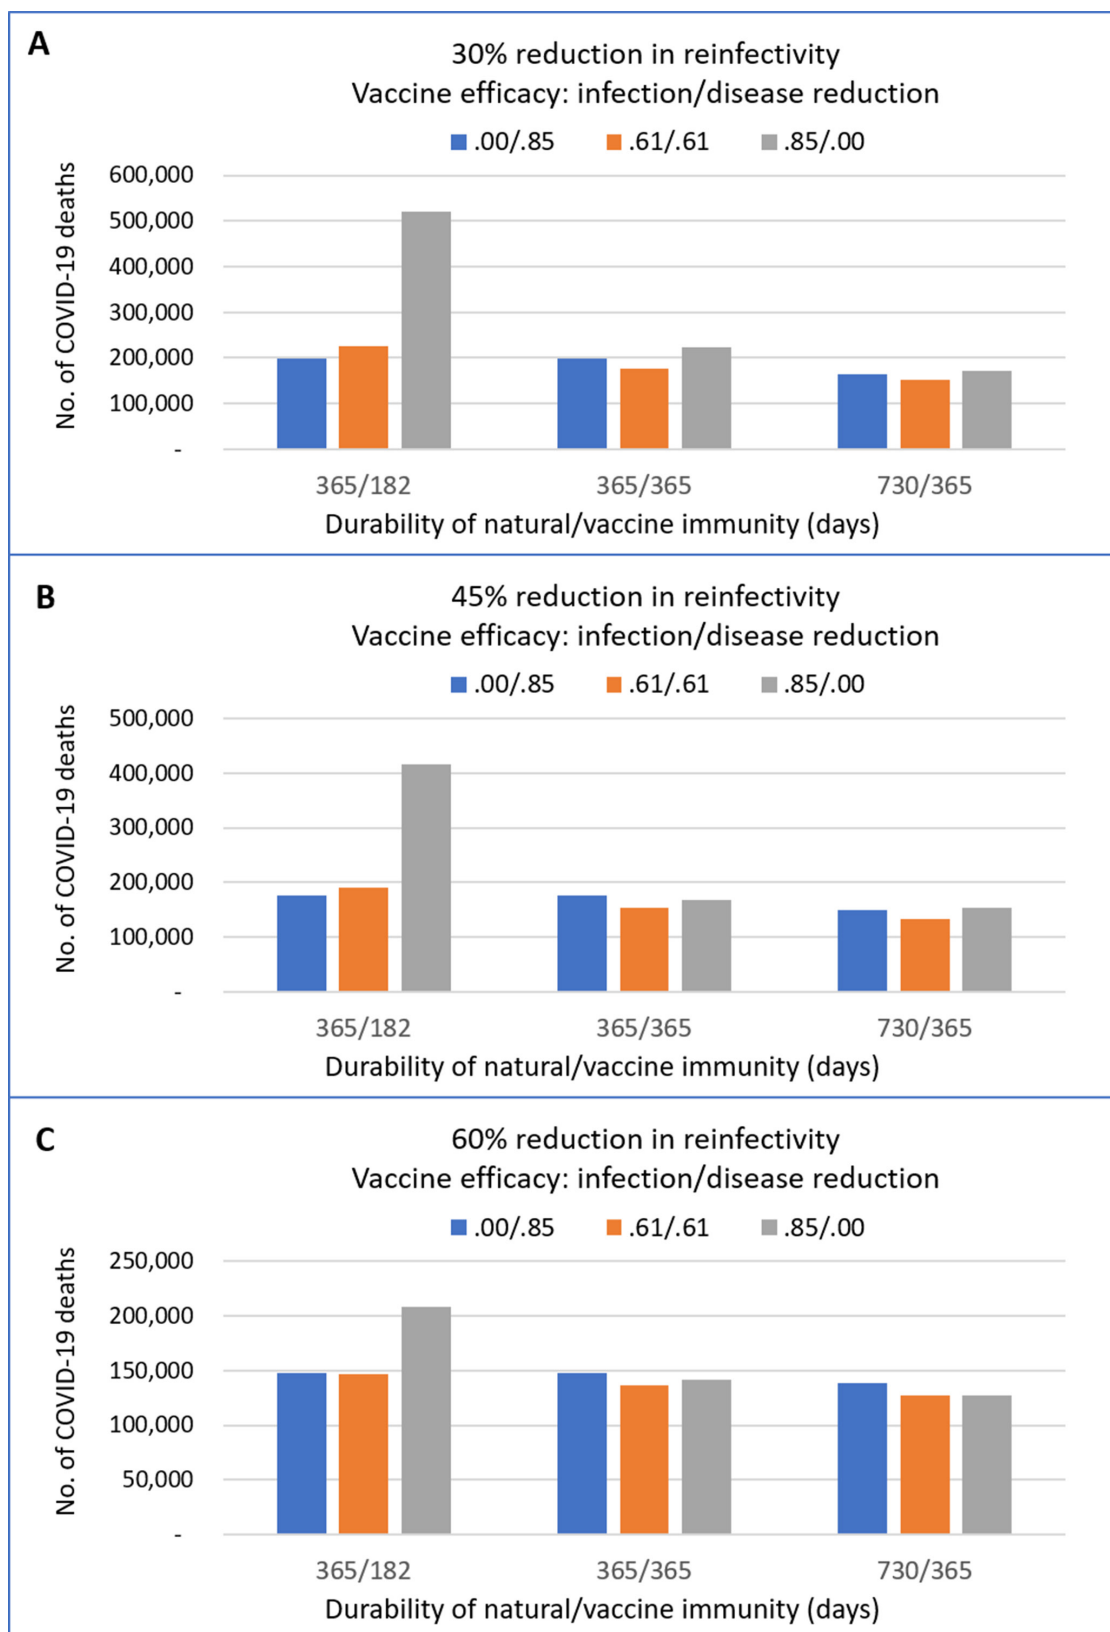 A
30% reduction in reinfectivity
Vaccine efficacy: infection/disease reduction
.00/.85 .61/.61 .85/.00
No. of COVID-19 deaths
600,000
500,000
400,000
300,000
200,000
100,000
-
365/182 365/365 730/365
Durability of natural/vaccine immunity (days)
B
45% reduction in reinfectivity
Vaccine efficacy: infection/disease reduction
.00/.85 .61/.61 .85/.00
No. of COVID-19 deaths
500,000
400,000
300,000
200,000
100,000
-
365/182 365/365 730/365
Durability of natural/vaccine immunity (days)
C
60% reduction in reinfectivity
Vaccine efficacy: infection/disease reduction
.00/.85 .61/.61 .85/.00
No. of COVID-19 deaths
250,000
200,000
150,000
100,000
50,000
-
365/182 365/365 730/365
Durability of natural/vaccine immunity (days)